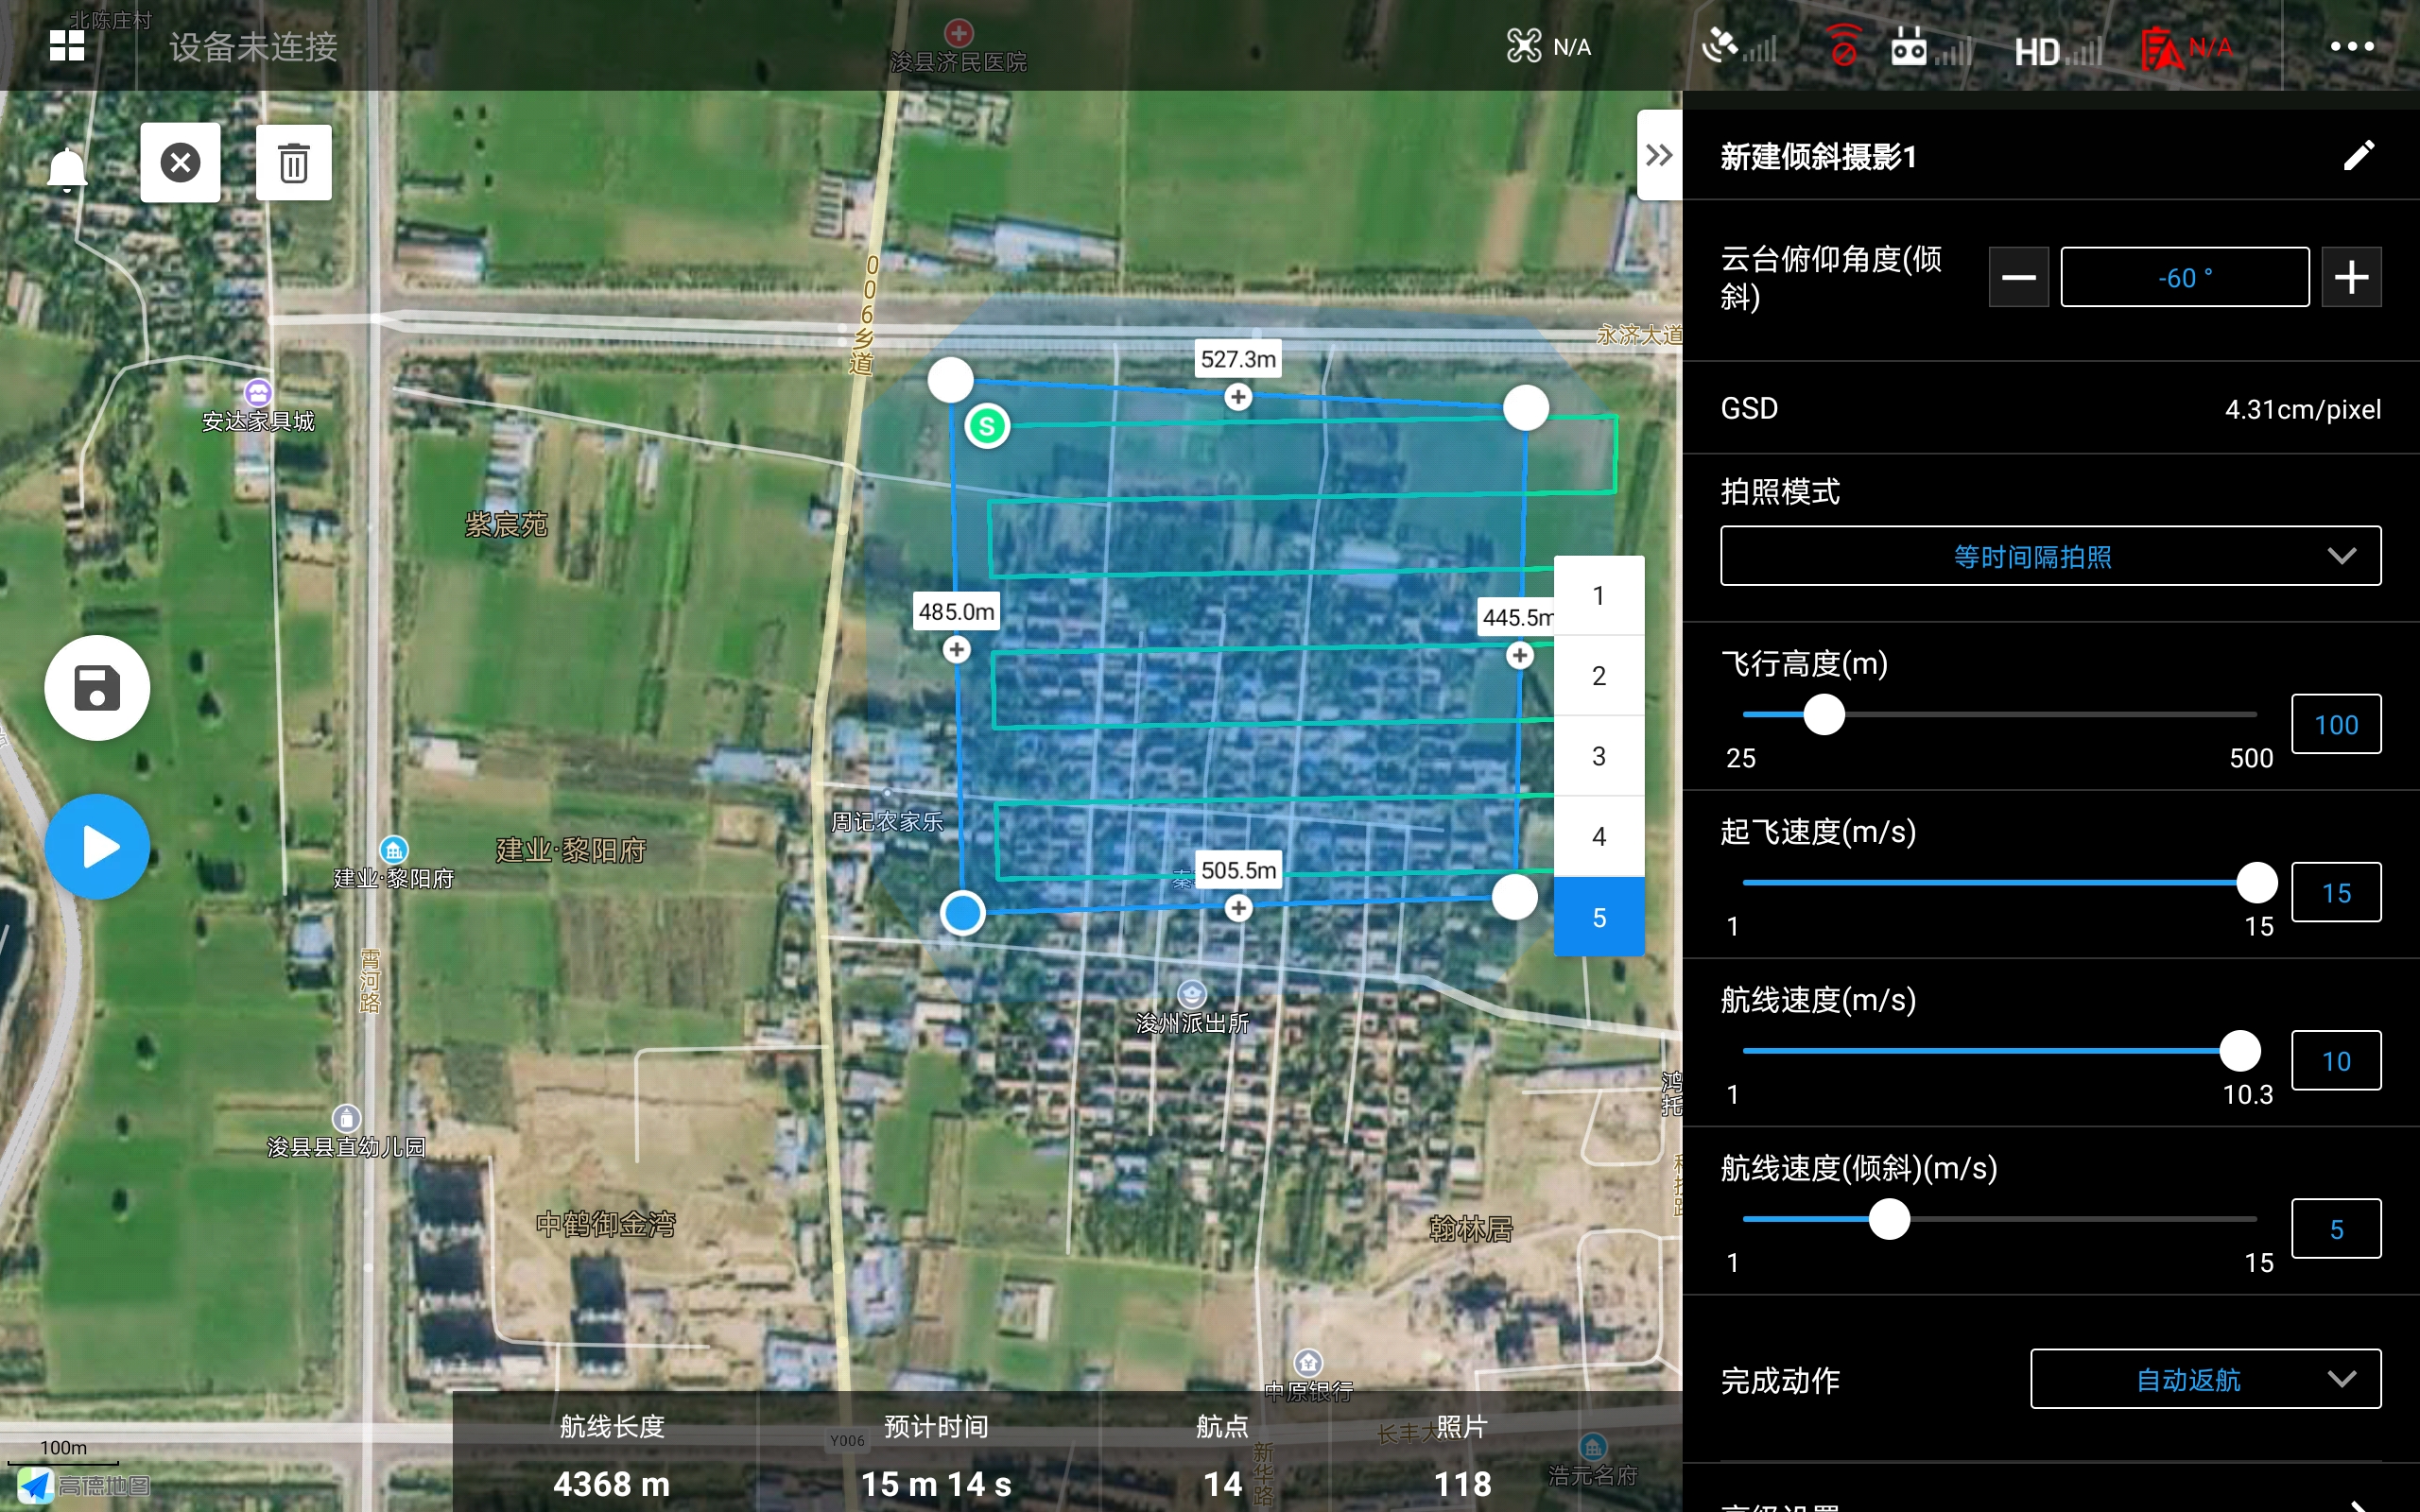 北陈庄村
设备未连接
浚县济民医院
N/A
HD
N/A
新建倾斜摄影1
云台俯仰角度(倾
斜)
-60 °
GSD
4.31cm/pixel
拍照模式
等时间隔拍照
飞行高度(m)
100
25
500
起飞速度(m/s)
15
1
15
航线速度(m/s)
10
1
10.3
航线速度(倾斜)(m/s)
5
1
15
完成动作
自动返航
高级设置
006乡道
永济大道
527.3m
S
安达家具城
紫宸苑
485.0m
445.5m
1
2
3
4
5
周记农家乐
建业·黎阳府
建业·黎阳府
505.5m
秦
霄河路
浚州派出所
浚县县直幼儿园
中鹤御金湾
翰林居
中原银行
长丰大
Y006
新华路
浩元名府
100m
高德地图
航线长度
4368 m
预计时间
15 m 14 s
航点
14
照片
118